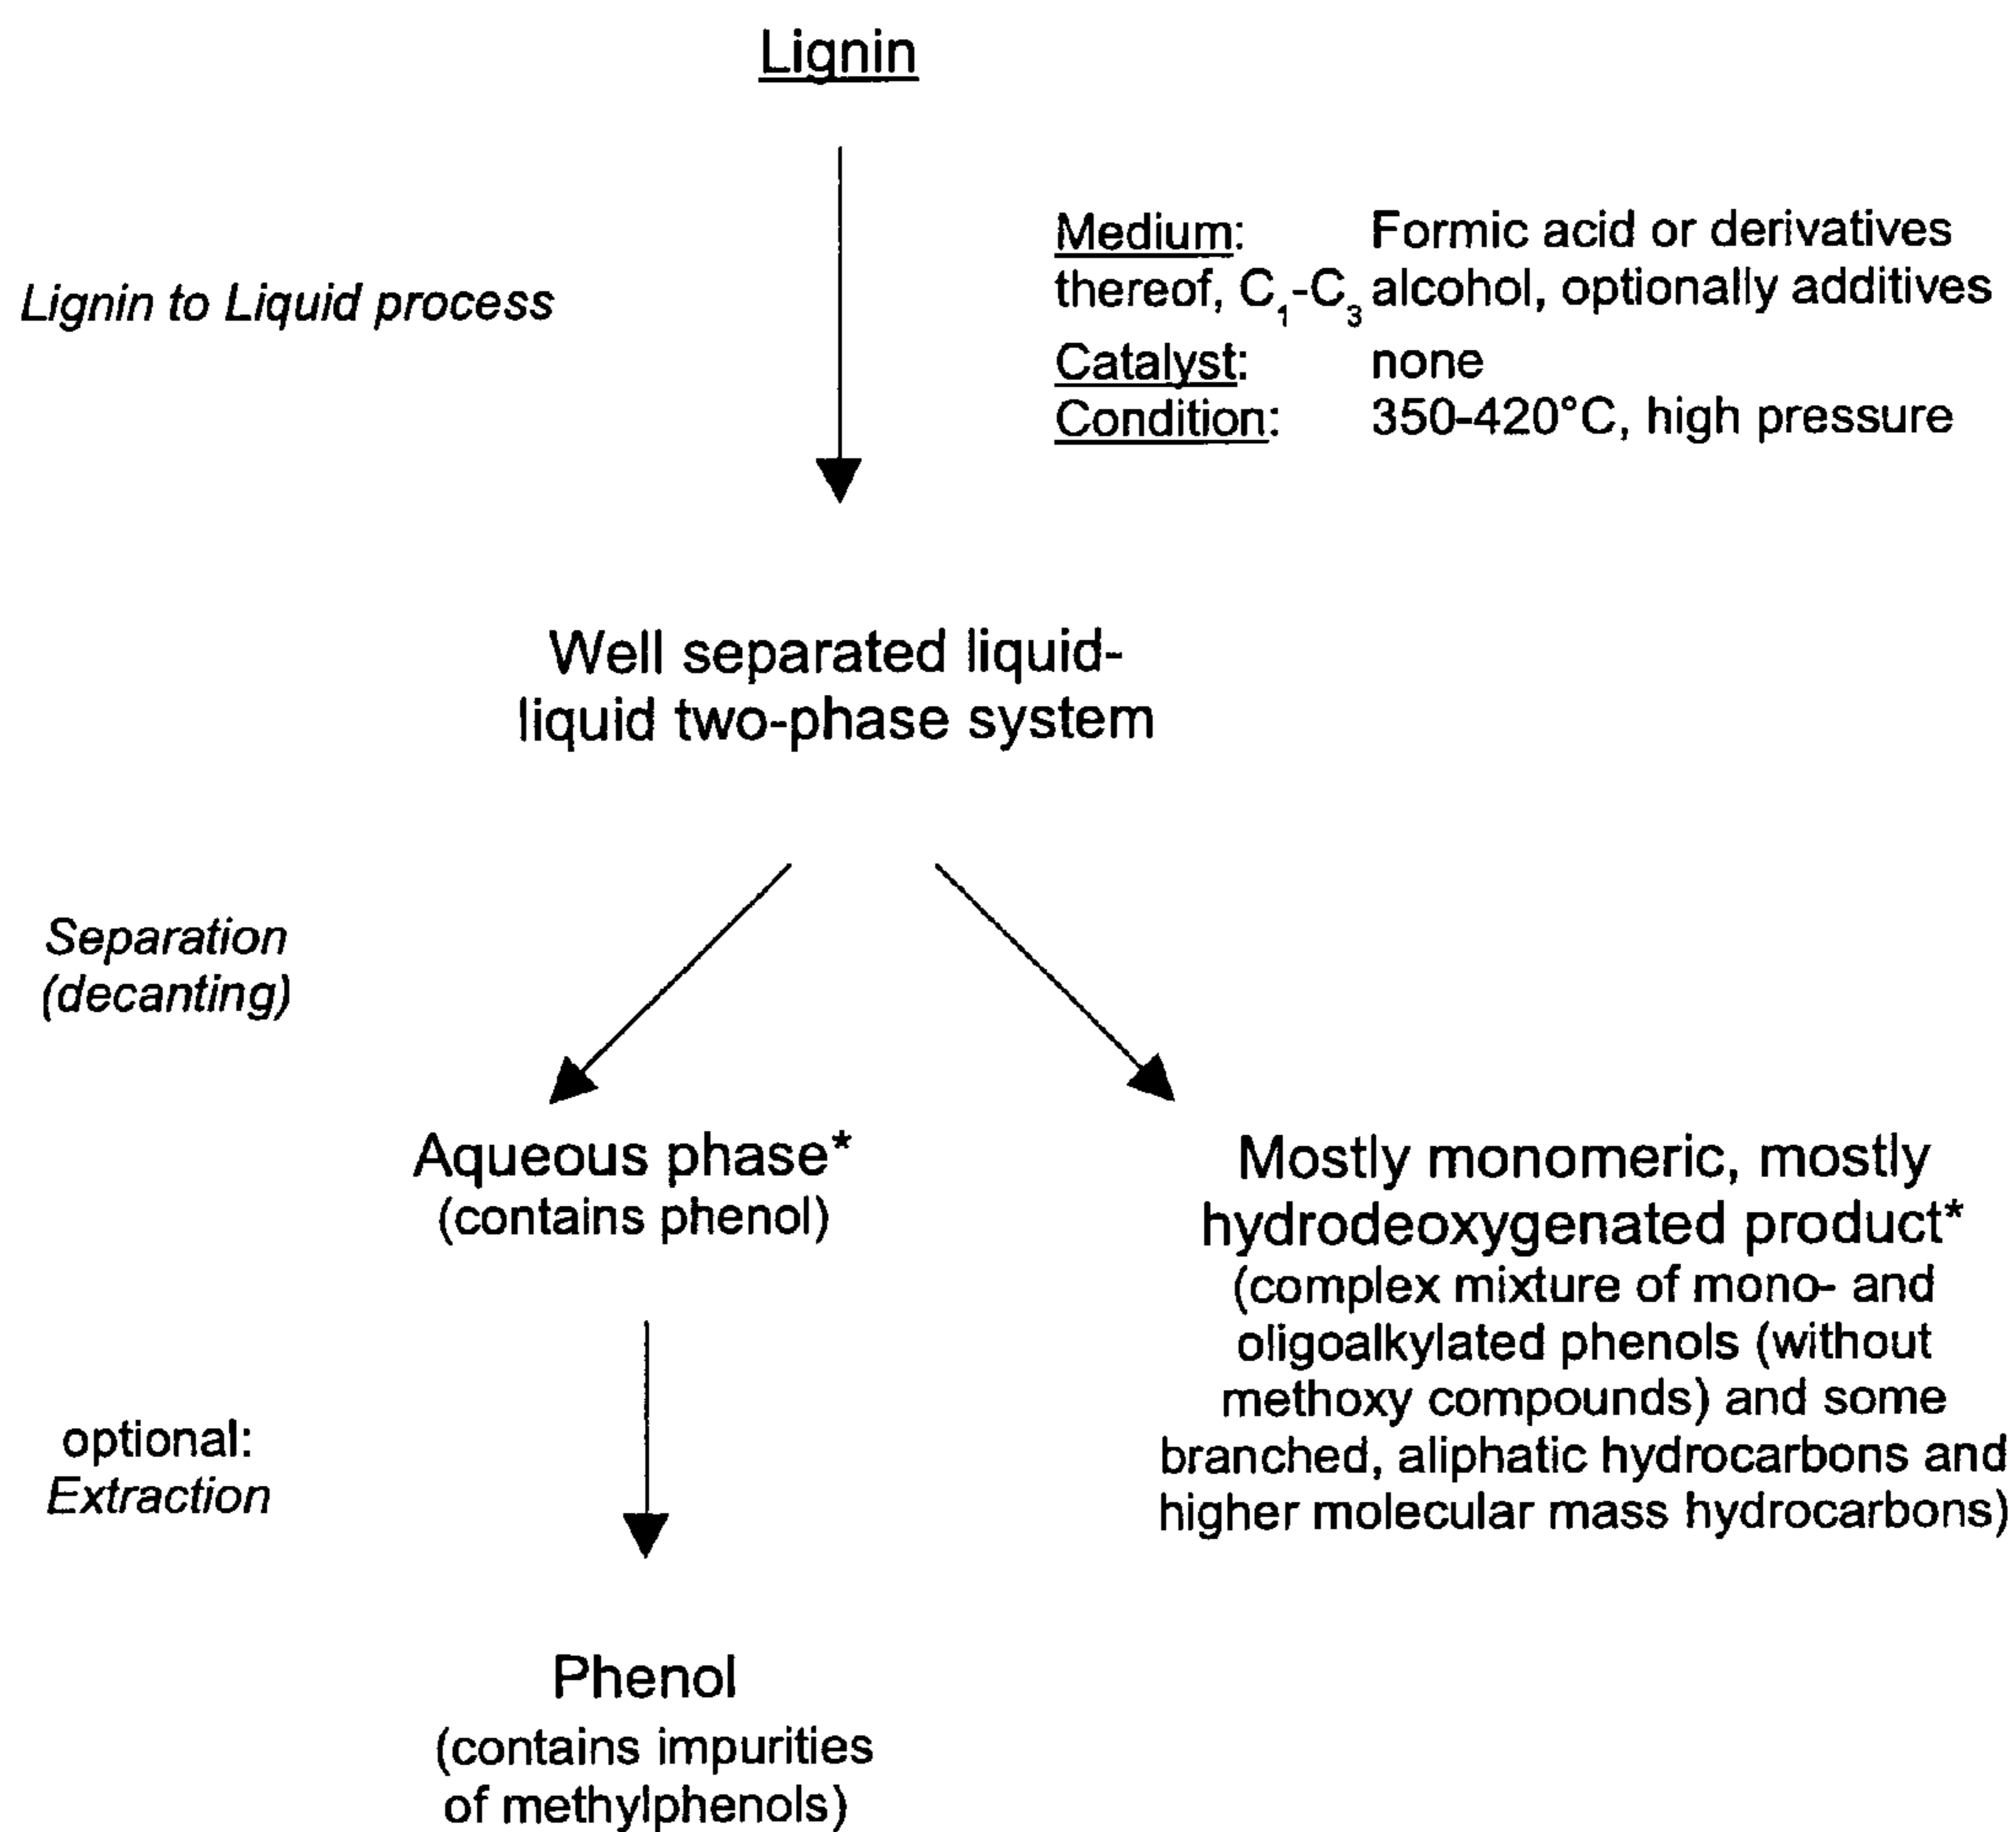 Lignin
Lignin to Liquid process
Medium: Formic acid or derivatives
thereof, C₁-C₃ alcohol, optionally additives
Catalyst: none
Condition: 350-420°C, high pressure
Well separated liquid-
liquid two-phase system
Separation
(decanting)
Aqueous phase*
(contains phenol)
Mostly monomeric, mostly
hydrodeoxygenated product*
(complex mixture of mono- and
oligoalkylated phenols (without
methoxy compounds) and some
branched, aliphatic hydrocarbons and
higher molecular mass hydrocarbons)
optional:
Extraction
Phenol
(contains impurities
of methylphenols)